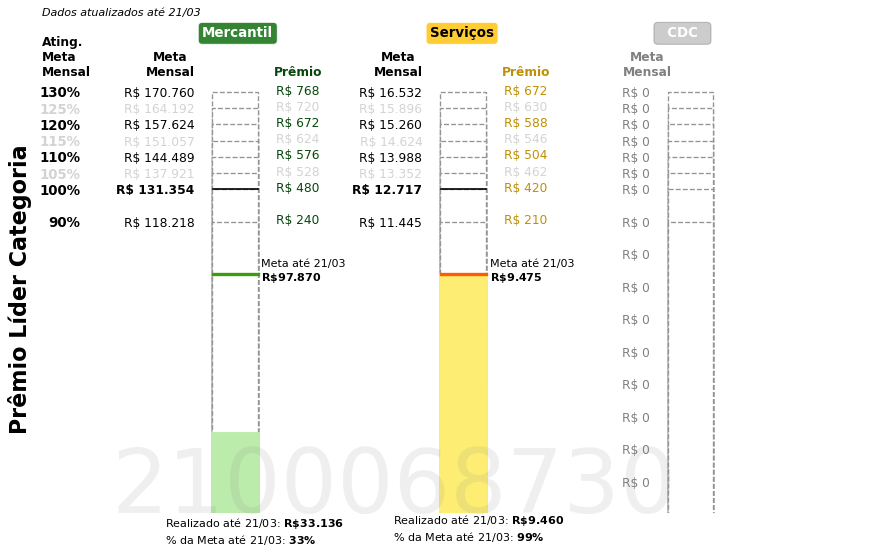 Dados atualizados até 21/03
Mercantil Serviços CDC
Ating. Meta Mensal
Meta Mensal Prêmio Meta Mensal Prêmio Meta Mensal
130% R$ 170.760 R$ 768 R$ 16.532 R$ 672 R$ 0
125% R$ 164.192 R$ 720 R$ 15.896 R$ 630 R$ 0
120% R$ 157.624 R$ 672 R$ 15.260 R$ 588 R$ 0
115% R$ 151.057 R$ 624 R$ 14.624 R$ 546 R$ 0
110% R$ 144.489 R$ 576 R$ 13.988 R$ 504 R$ 0
105% R$ 137.921 R$ 528 R$ 13.352 R$ 462 R$ 0
100% R$ 131.354 R$ 480 R$ 12.717 R$ 420 R$ 0
90% R$ 118.218 R$ 240 R$ 11.445 R$ 210 R$ 0
R$ 0
Meta até 21/03 Meta até 21/03
R$97.870 R$9.475
R$ 0
R$ 0
R$ 0
R$ 0
R$ 0
R$ 0
R$ 0
Prêmio Líder Categoria
2100068730
Realizado até 21/03: R$33.136 Realizado até 21/03: R$9.460
% da Meta até 21/03: 33% % da Meta até 21/03: 99%